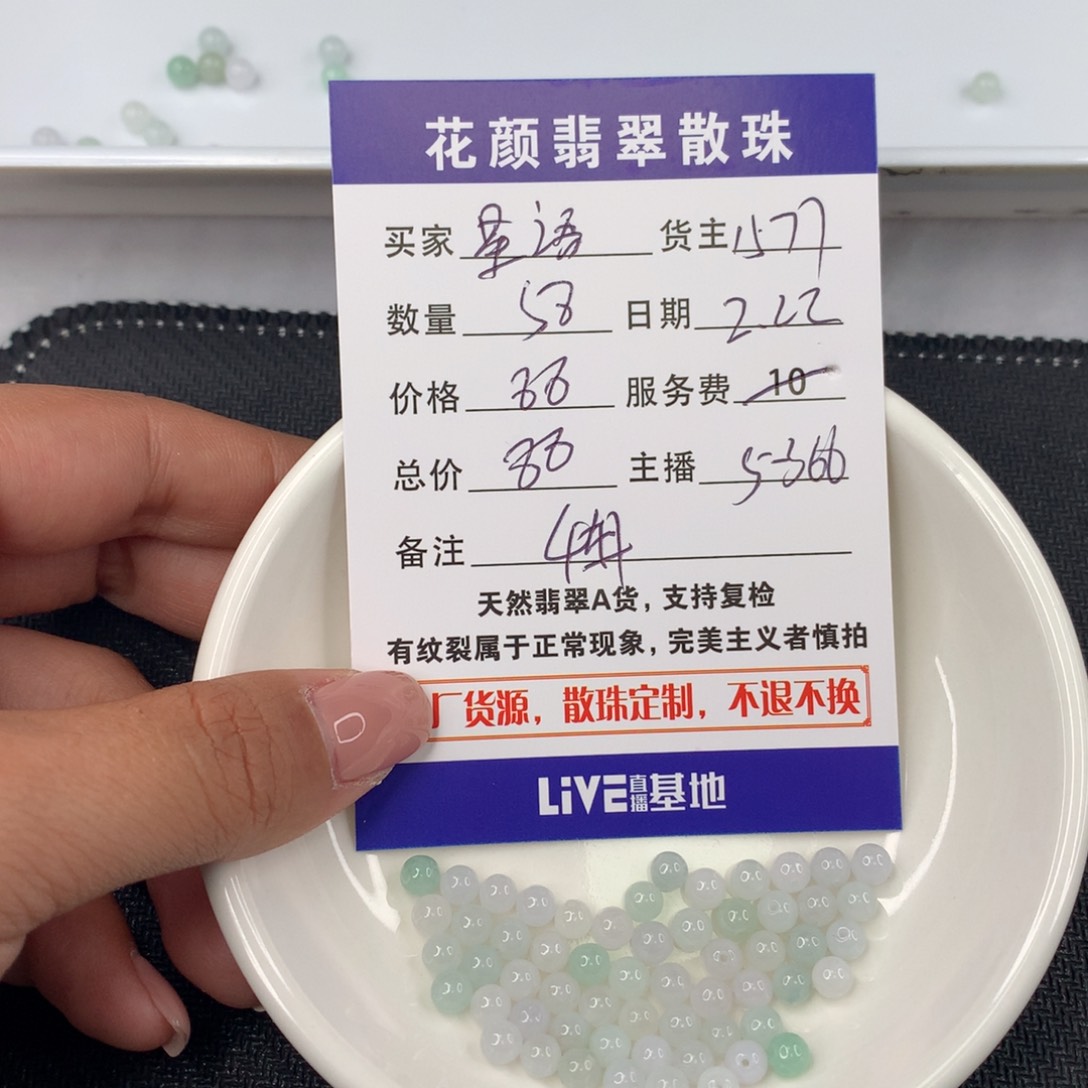 花颜翡翠散珠
买家 茶语 货主 1577
数量 58 日期 2.22
价格 88 服务费 10
总价 88 主播 5366
备注
天然翡翠A货，支持复检
有纹裂属于正常现象，完美主义者慎拍
厂货源，散珠定制，不退不换
LiVE直播基地